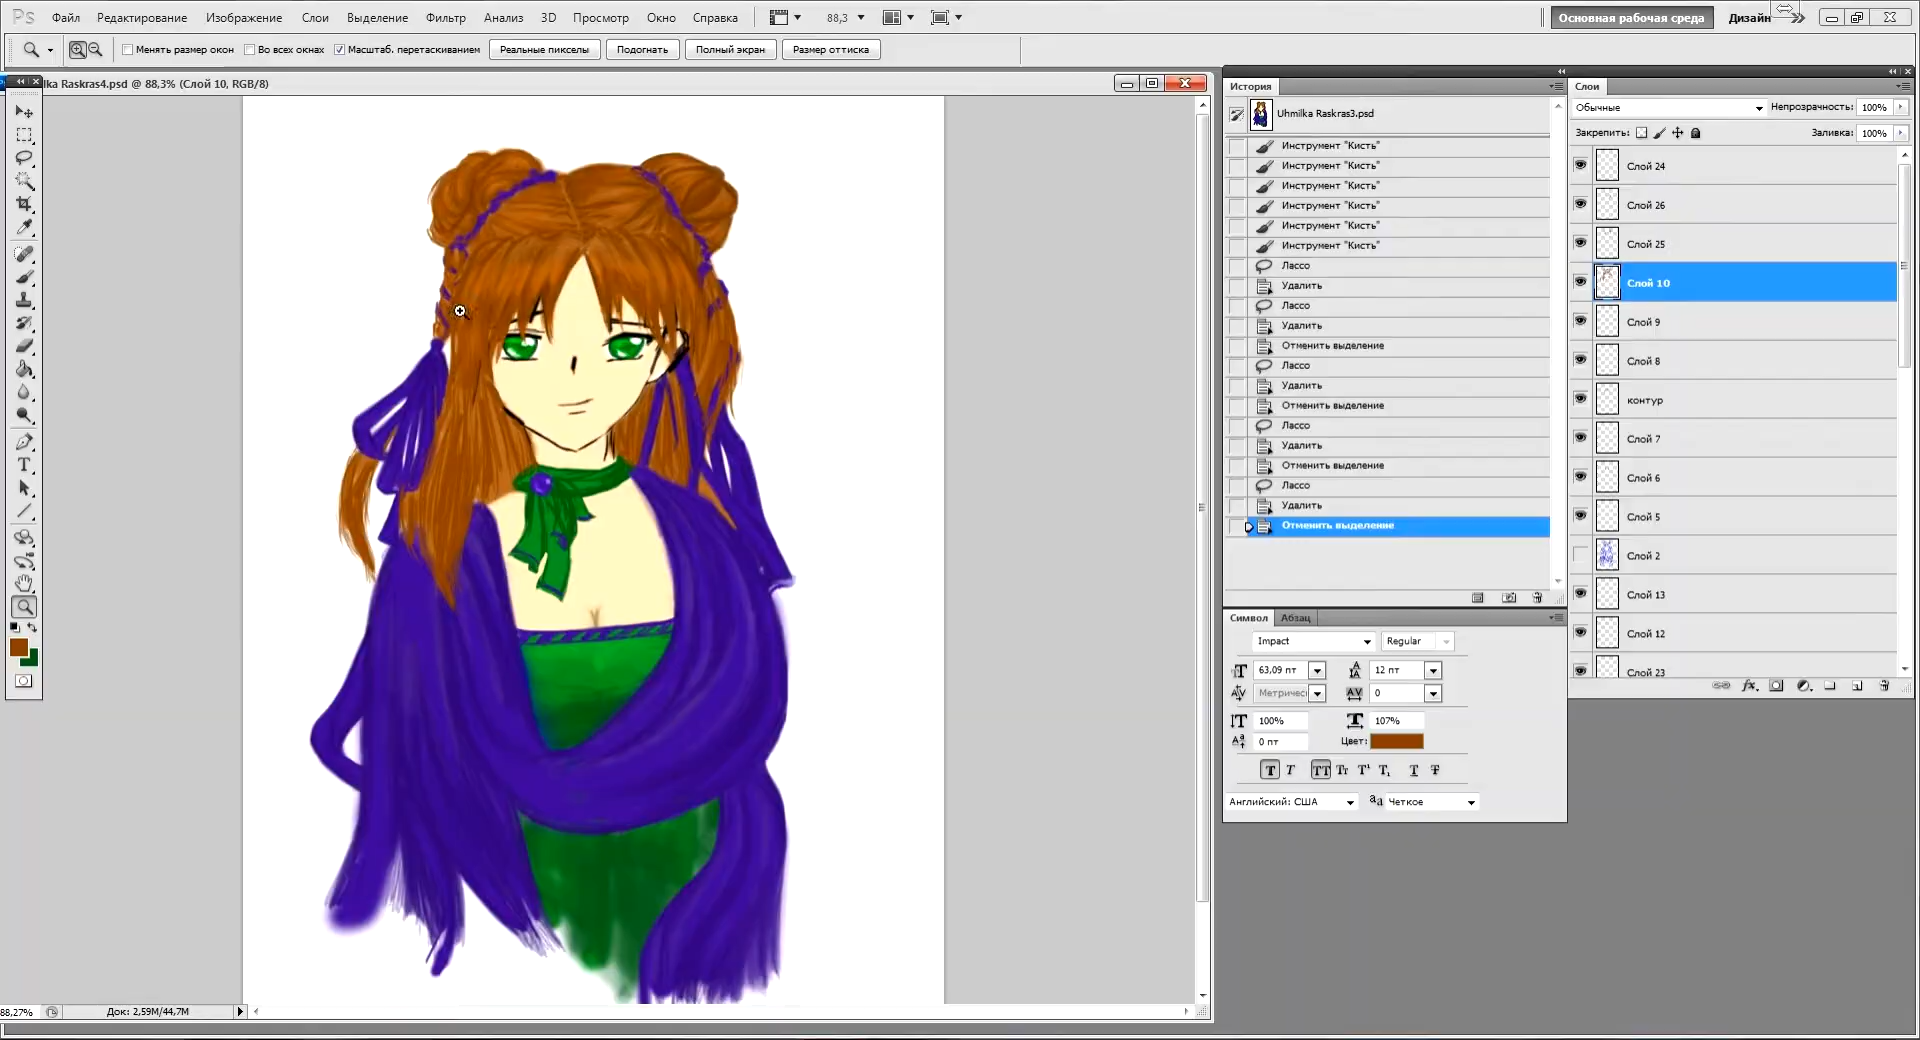 Ps Файл Редактирование Изображение Слои Выделение Фильтр Анализ 3D Просмотр Окно Справка 88,3 Основная рабочая среда Дизайн
Менять размер окон Во всех окнах Масштаб. перетаскиванием Реальные пикселы Подогнать Полный экран Размер оттиска
lka Raskras4.psd @ 88,3% (Слой 10, RGB/8)
История
Uhmilka Raskras3.psd
Инструмент "Кисть"
Инструмент "Кисть"
Инструмент "Кисть"
Инструмент "Кисть"
Инструмент "Кисть"
Инструмент "Кисть"
Лассо
Удалить
Лассо
Удалить
Отменить выделение
Лассо
Удалить
Отменить выделение
Лассо
Удалить
Отменить выделение
Лассо
Удалить
Отменить выделение
Символ Абзац
Impact Regular
63,09 пт 12 пт
Метричес 0
100% 107%
0 пт Цвет:
T T TT Tт T¹ T₁ T T
Английский: США aa Четкое
Слои
Обычные Непрозрачность: 100%
Закрепить: Заливка: 100%
Слой 24
Слой 26
Слой 25
Слой 10
Слой 9
Слой 8
контур
Слой 7
Слой 6
Слой 5
Слой 2
Слой 13
Слой 12
Слой 23
88,27% Док: 2,59M/44,7M